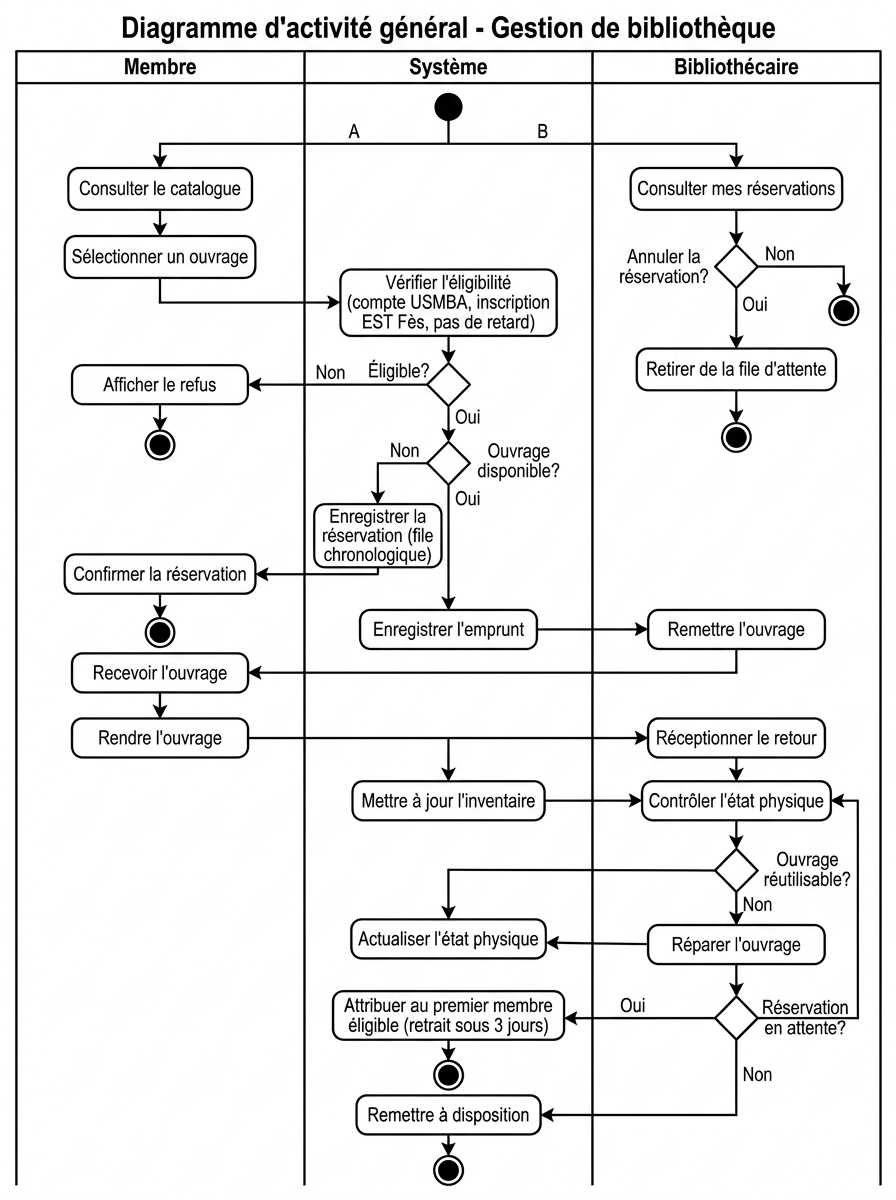 Diagramme d'activité général - Gestion de bibliothèque
Membre
Système
Bibliothécaire
A
B
Consulter le catalogue
Consulter mes réservations
Sélectionner un ouvrage
Annuler la
réservation?
Non
Oui
Vérifier l'éligibilité
(compte USMBA, inscription
EST Fès, pas de retard)
Retirer de la file d'attente
Éligible?
Non
Oui
Afficher le refus
Ouvrage
disponible?
Non
Oui
Enregistrer la
réservation (file
chronologique)
Confirmer la réservation
Enregistrer l'emprunt
Remettre l'ouvrage
Recevoir l'ouvrage
Rendre l'ouvrage
Réceptionner le retour
Mettre à jour l'inventaire
Contrôler l'état physique
Ouvrage
réutilisable?
Non
Actualiser l'état physique
Réparer l'ouvrage
Attribuer au premier membre
éligible (retrait sous 3 jours)
Oui
Réservation
en attente?
Non
Remettre à disposition